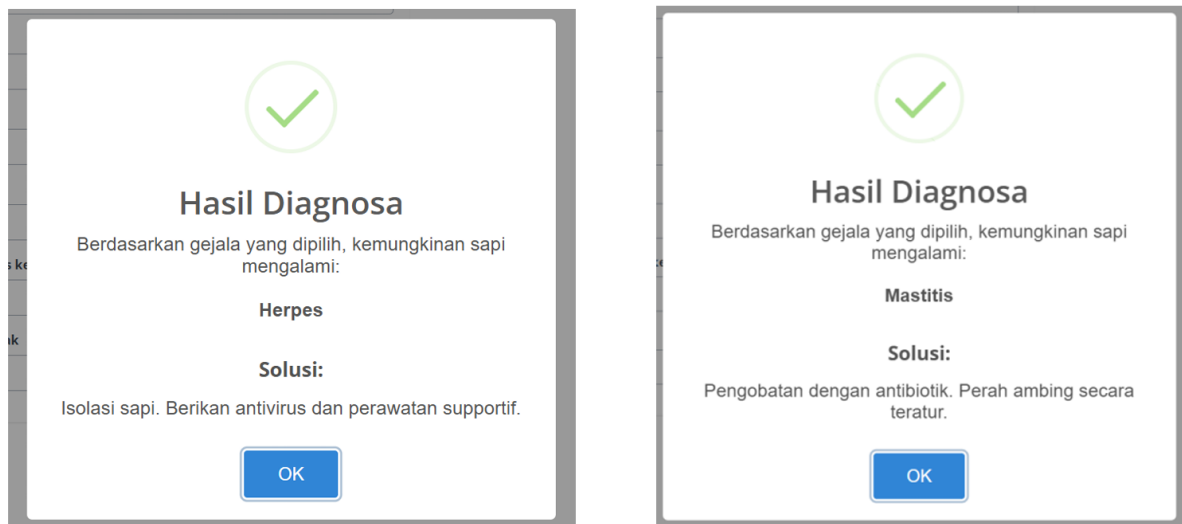 Hasil Diagnosa
Berdasarkan gejala yang dipilih, kemungkinan sapi
mengalami:
Herpes
Solusi:
Isolasi sapi. Berikan antivirus dan perawatan supportif.
OK
Hasil Diagnosa
Berdasarkan gejala yang dipilih, kemungkinan sapi
mengalami:
Mastitis
Solusi:
Pengobatan dengan antibiotik. Perah ambing secara
teratur.
OK